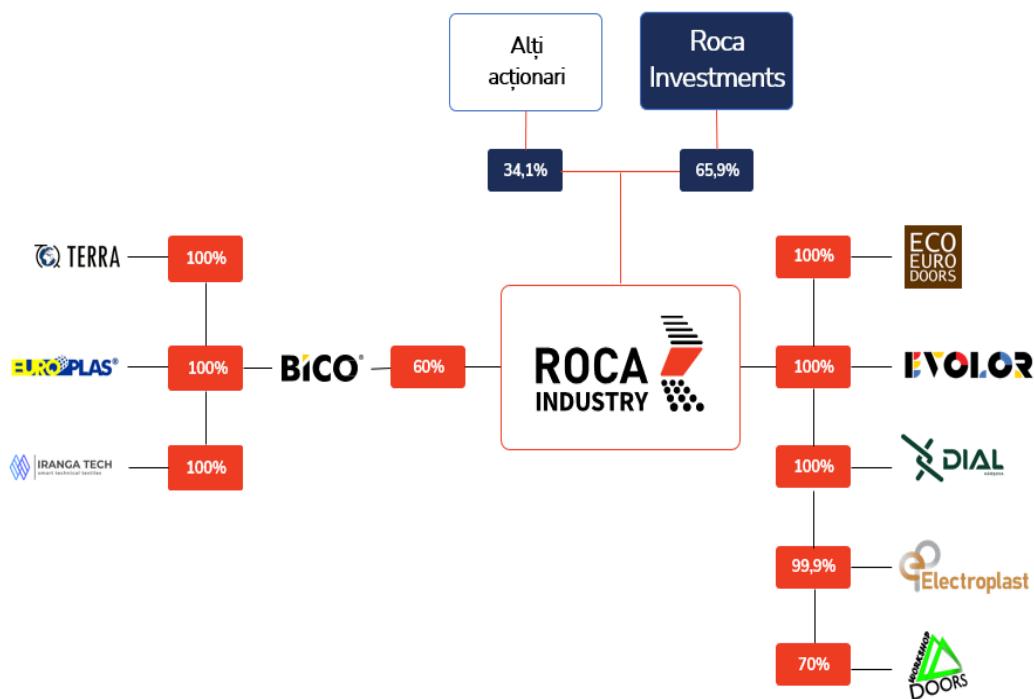 Alți
acționari
Roca
Investments
34,1%
65,9%
TERRA
100%
100%
ECO
EURO
DOORS
EUROPLAS®
100%
BICO®
60%
ROCA
INDUSTRY
100%
EVOLOR
IRANGA TECH
smart technical textiles
100%
100%
DIAL
99,9%
Electroplast
70%
WORKSHOP
DOORS